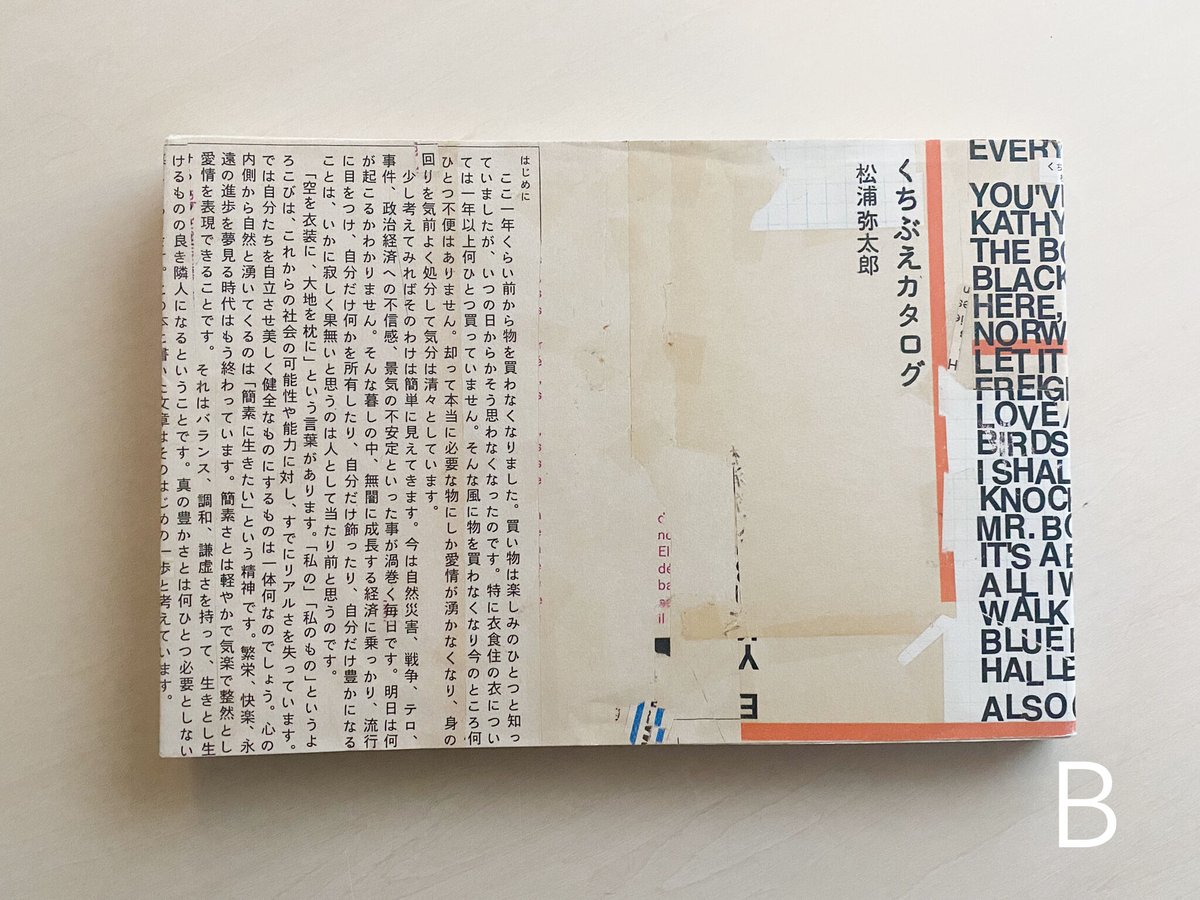 EVERY
YOU'V
KATHY
THE BO
BLACK
HERE,
NORW
LET IT
FREIG
LOVE
BIRDS
I SHAL
KNOCK
MR. BO
IT'S A B
ALL I W
WALK
BLUE
HALLE
ALSO
くちぶえカタログ
松浦弥太郎
はじめに
ここ一年くらい前から物を買わなくなりました。買い物は楽しみのひとつと知っ
ていましたが、いつの日からかそう思わなくなったのです。特に衣食住の衣につい
ては一年以上何ひとつ買っていません。そんな風に物を買わなくなり今のところ何
ひとつ不便はありません。却って本当に必要な物にしか愛情が湧かなくなり、身の
回りを気前よく処分して気分は清々としています。
少し考えてみればそのわけは簡単に見えてきます。今は自然災害、戦争、テロ、
事件、政治経済への不信感、景気の不安定といった事が渦巻く毎日です。明日は何
が起こるかわかりません。そんな暮しの中、無闇に成長する経済に乗っかり、流行
に目をつけ、自分だけ何かを所有したり、自分だけ飾ったり、自分だけ豊かになる
ことは、いかに寂しく果無いと思うのは人として当たり前と思うのです。
「空を衣装に、大地を枕に」という言葉があります。「私の」「私のもの」というよ
ろこびは、これからの社会の可能性や能力に対し、すでにリアルさを失っています。
では自分たちを自立させ美しく健全なものにするものは一体何なのでしょう。心の
内側から自然と湧いてくるのは「簡素に生きたい」という精神です。繁栄、快楽、永
遠の進歩を夢見る時代はもう終わっています。簡素さとは軽やかで気楽で整然とし
愛情を表現できることです。それはバランス、調和、謙虚さを持って、生きとし生
けるものの良き隣人になるということです。真の豊かさとは何ひとつ必要としない
書いた文章はそのはじめの一歩と考えています。
B